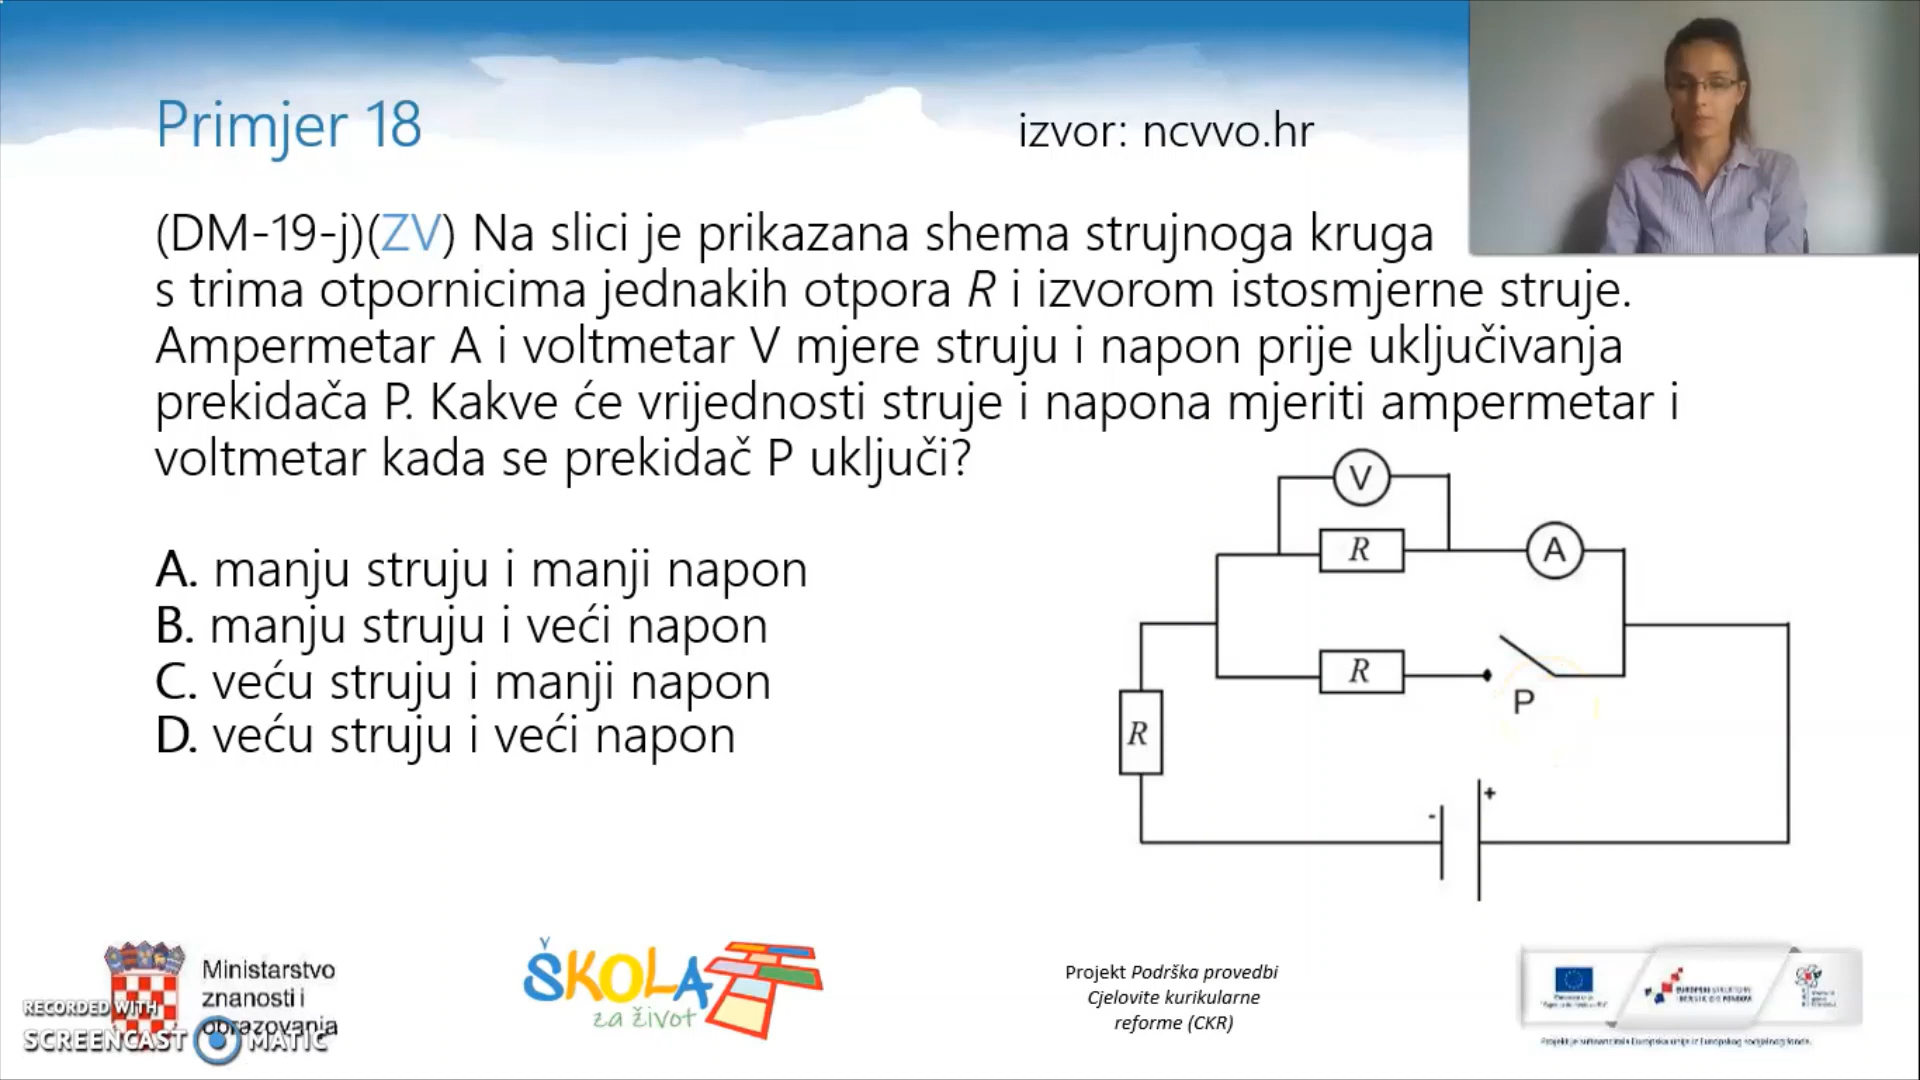 Primjer 18
izvor: ncvvo.hr
(DM-19-j)(ZV) Na slici je prikazana shema strujnoga kruga
s trima otpornicima jednakih otpora R i izvorom istosmjerne struje.
Ampermetar A i voltmetar V mjere struju i napon prije uključivanja
prekidača P. Kakve će vrijednosti struje i napona mjeriti ampermetar i
voltmetar kada se prekidač P uključi?
A. manju struju i manji napon
B. manju struju i veći napon
C. veću struju i manji napon
D. veću struju i veći napon
V
R
A
R
P
R
-
+
Ministarstvo
znanosti i
obrazovanja
RECORDED WITH
SCREENCAST MATIC
ŠKOLA
za život
Projekt Podrška provedbi
Cjelovite kurikularne
reforme (CKR)